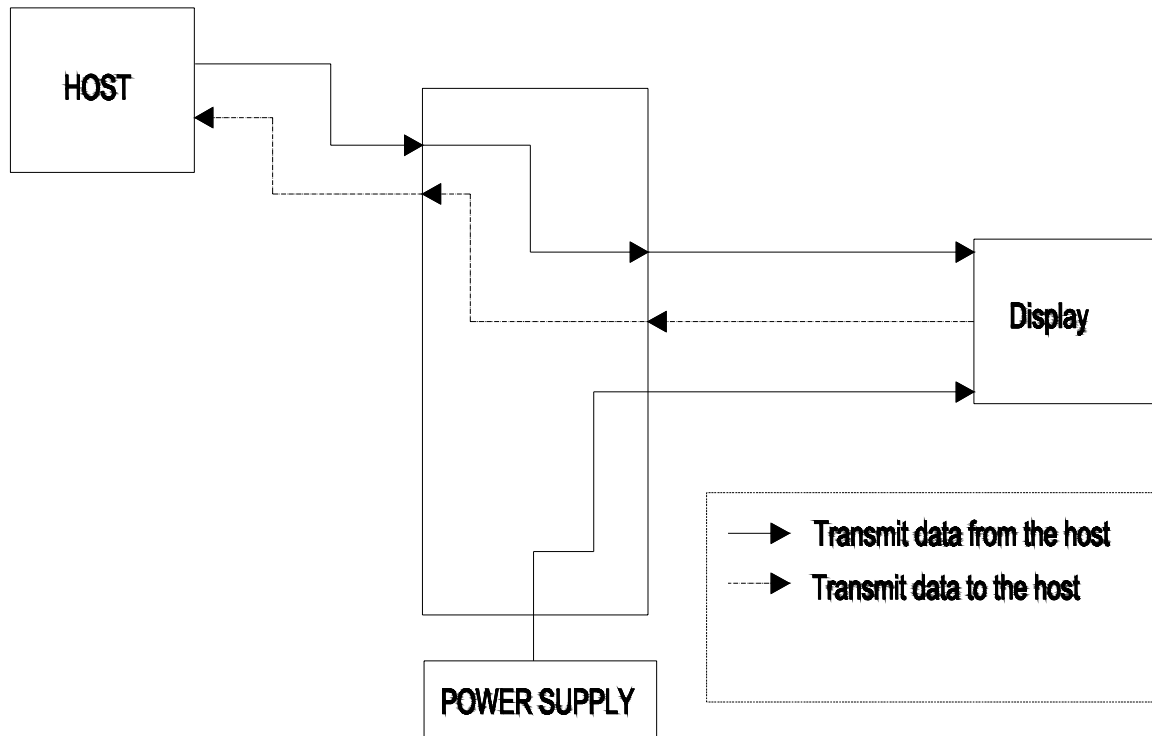 HOST
Display
Transmit data from the host
Transmit data to the host
POWER SUPPLY